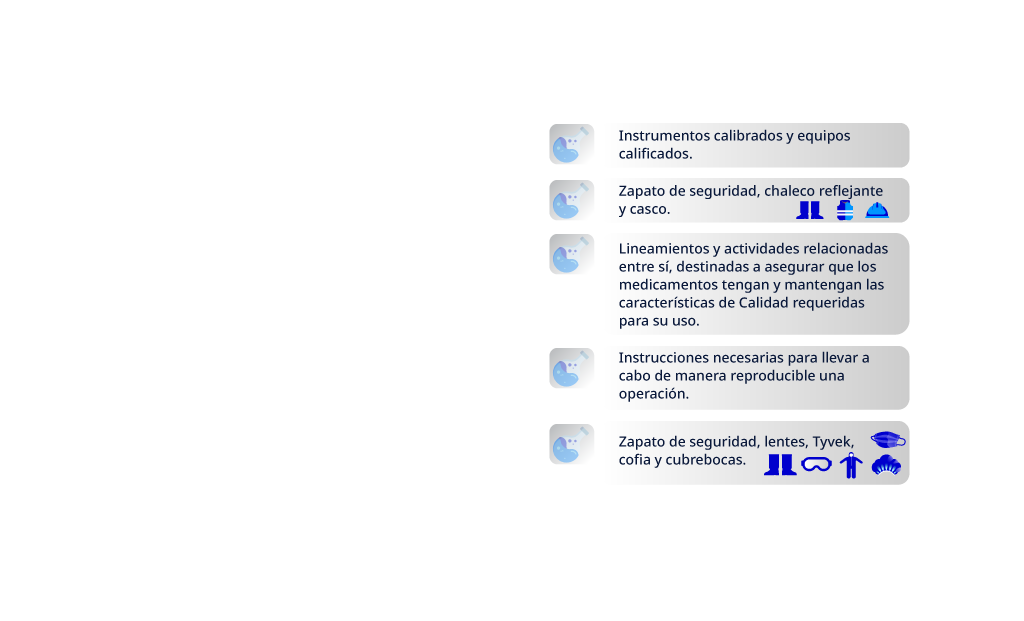 Instrumentos calibrados y equipos
calificados.
Zapato de seguridad, chaleco reflejante
y casco.
Lineamientos y actividades relacionadas
entre sí, destinadas a asegurar que los
medicamentos tengan y mantengan las
características de Calidad requeridas
para su uso.
Instrucciones necesarias para llevar a
cabo de manera reproducible una
operación.
Zapato de seguridad, lentes, Tyvek,
cofia y cubrebocas.